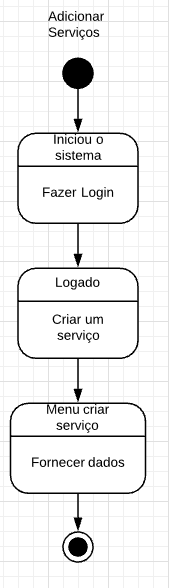 Adicionar
Serviços
Iniciou o
sistema
Fazer Login
Logado
Criar um
serviço
Menu criar
serviço
Fornecer dados